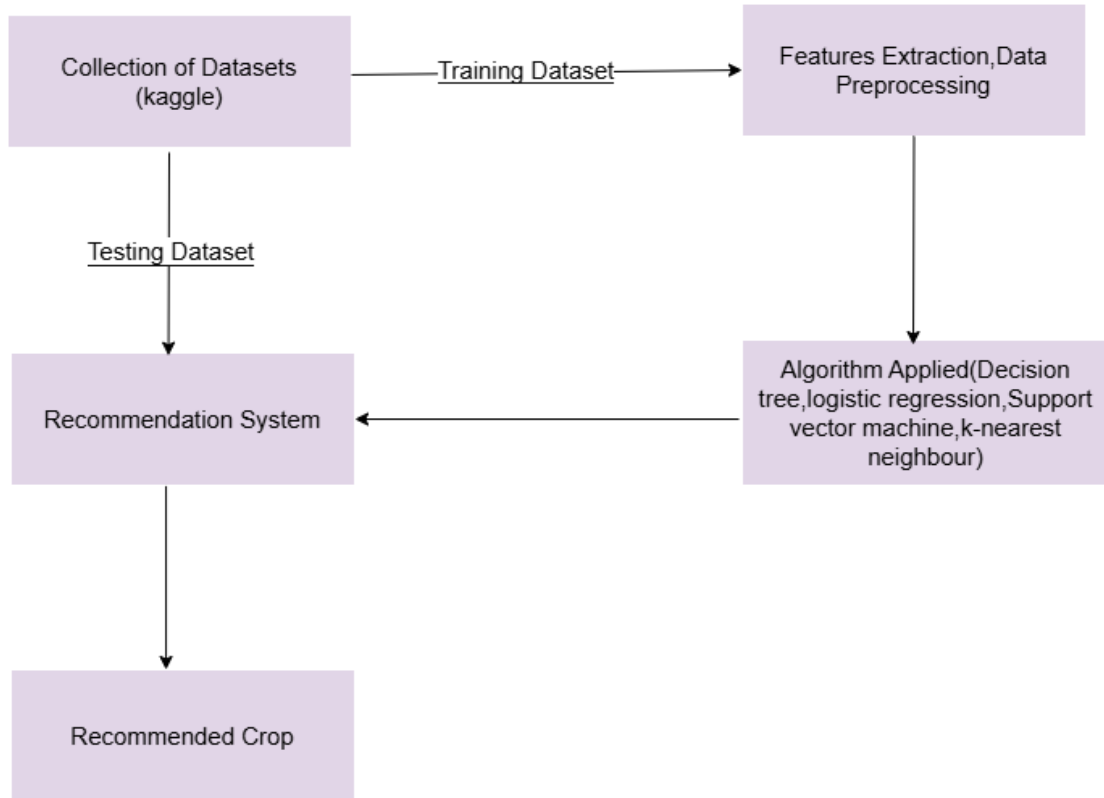 Collection of Datasets
(kaggle)
Training Dataset
Features Extraction,Data
Preprocessing
Testing Dataset
Recommendation System
Algorithm Applied(Decision
tree,logistic regression,Support
vector machine,k-nearest
neighbour)
Recommended Crop